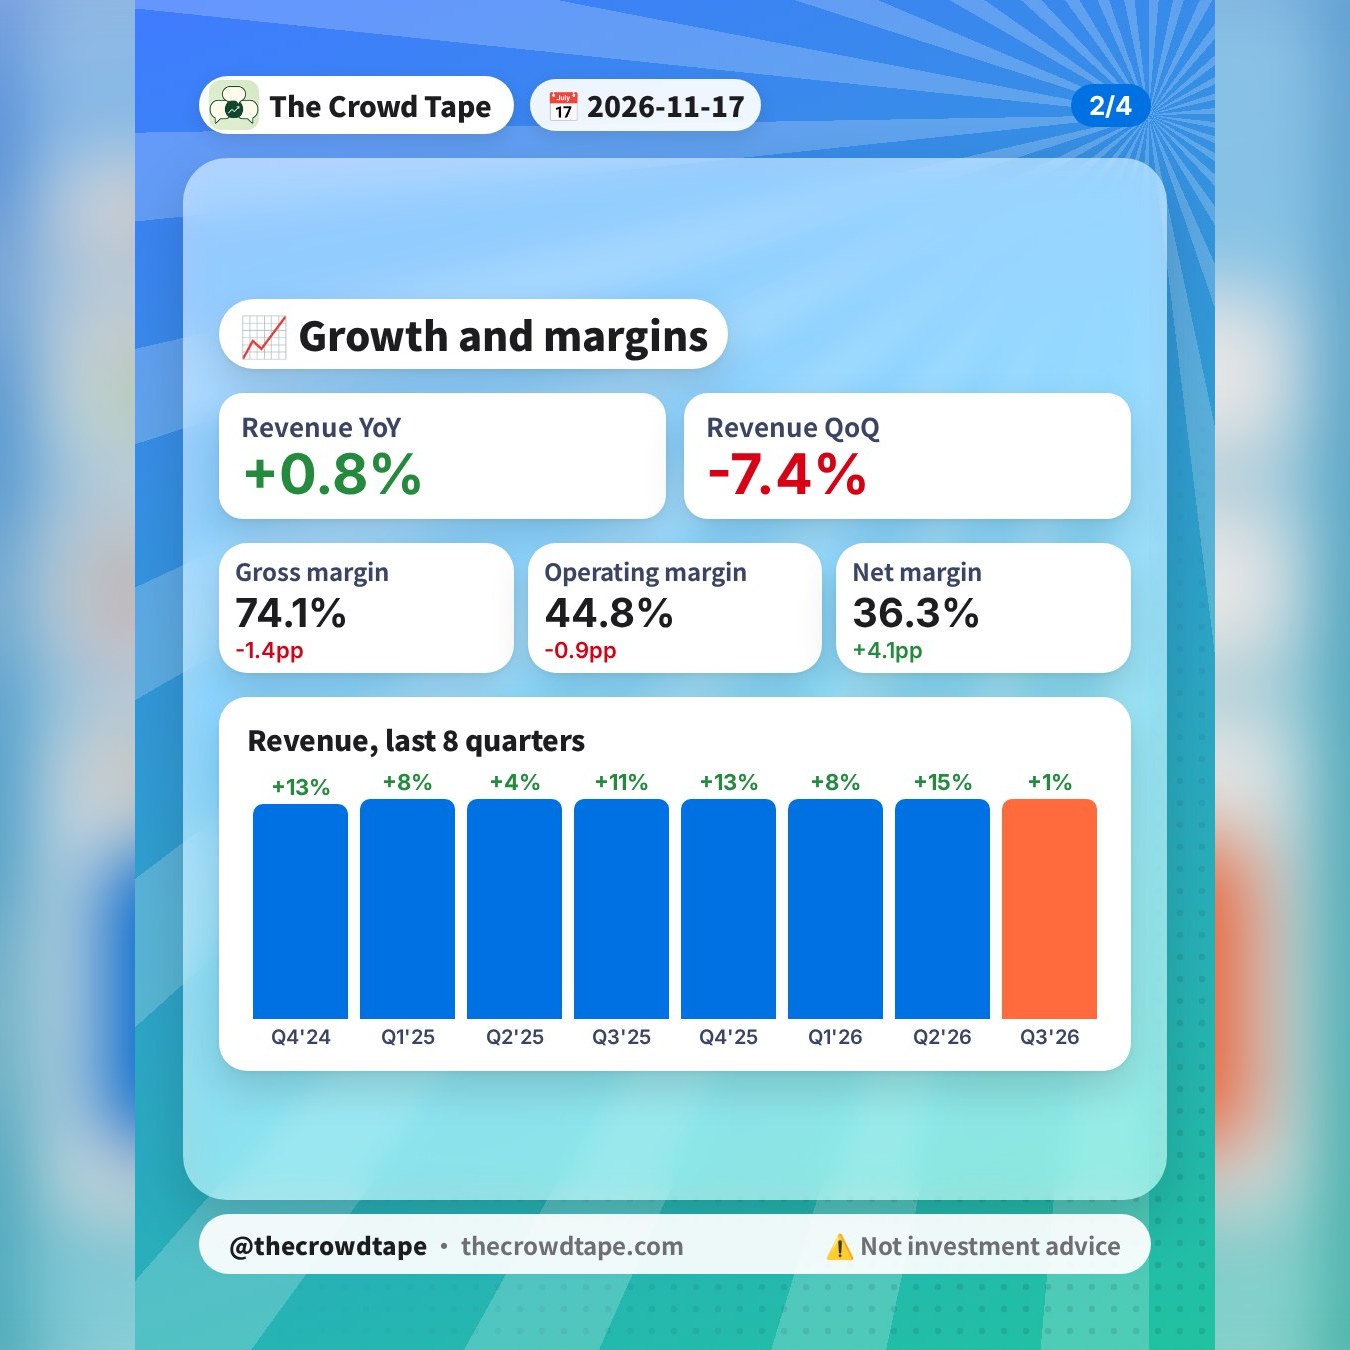 The Crowd Tape
📅 2026-11-17
2/4
📈 Growth and margins
Revenue YoY
+0.8%
Revenue QoQ
-7.4%
Gross margin
74.1%
-1.4pp
Operating margin
44.8%
-0.9pp
Net margin
36.3%
+4.1pp
Revenue, last 8 quarters
+13% +8% +4% +11% +13% +8% +15% +1%
Q4'24 Q1'25 Q2'25 Q3'25 Q4'25 Q1'26 Q2'26 Q3'26
@thecrowdtape • thecrowdtape.com
⚠️ Not investment advice